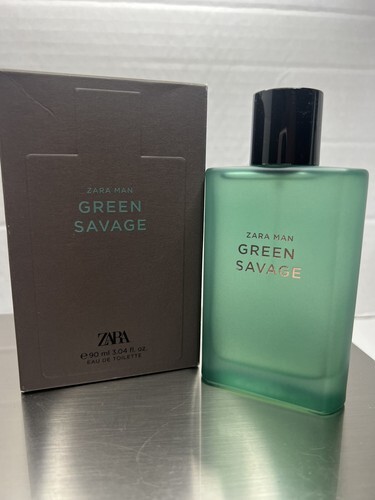 ZARA MAN
GREEN
SAVAGE
ZARA
e 90 ml 3.04 fl. oz.
EAU DE TOILETTE
ZARA MAN
GREEN
SAVAGE